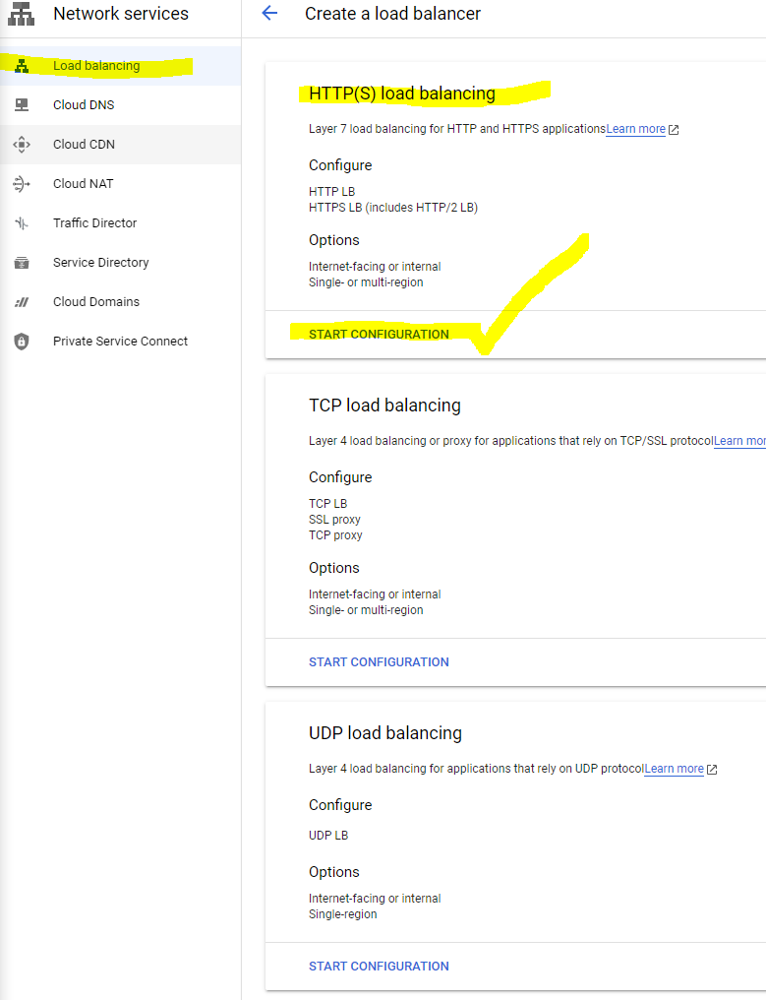 Network services
Load balancing
Cloud DNS
Cloud CDN
Cloud NAT
Traffic Director
Service Directory
Cloud Domains
Private Service Connect
Create a load balancer
HTTP(S) load balancing
Layer 7 load balancing for HTTP and HTTPS applicationsLearn more
Configure
HTTP LB
HTTPS LB (includes HTTP/2 LB)
Options
Internet-facing or internal
Single- or multi-region
START CONFIGURATION
TCP load balancing
Layer 4 load balancing or proxy for applications that rely on TCP/SSL protocolLearn mor
Configure
TCP LB
SSL proxy
TCP proxy
Options
Internet-facing or internal
Single- or multi-region
START CONFIGURATION
UDP load balancing
Layer 4 load balancing for applications that rely on UDP protocolLearn more
Configure
UDP LB
Options
Internet-facing or internal
Single-region
START CONFIGURATION